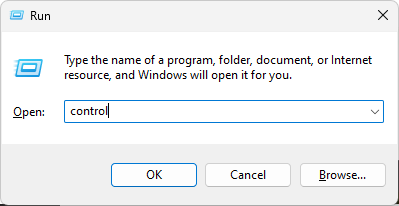 Run
Type the name of a program, folder, document, or Internet
resource, and Windows will open it for you.
Open: control
OK Cancel Browse...